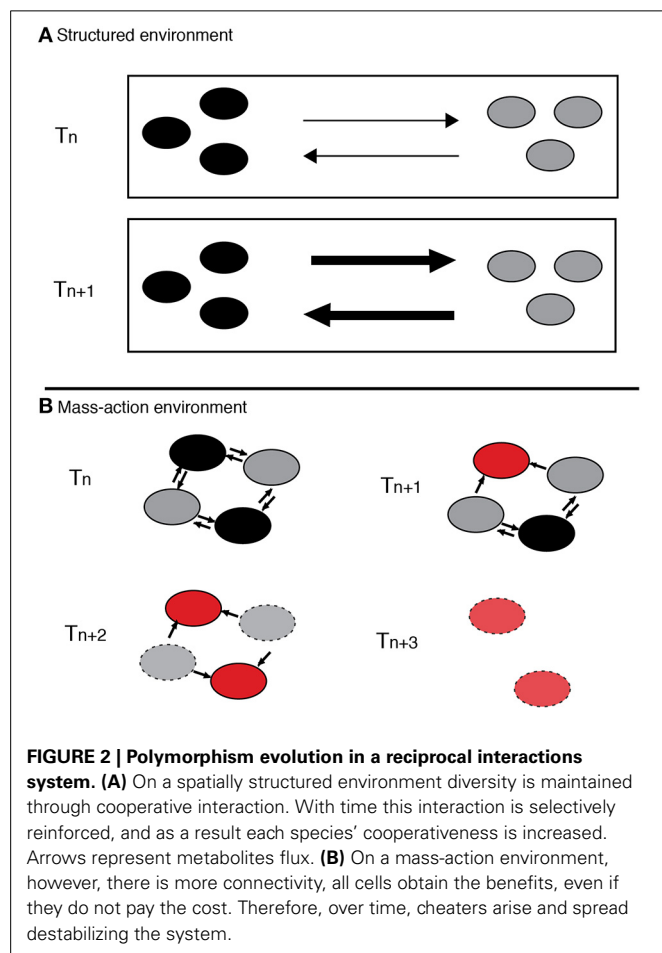 A Structured environment
Tn
Tn+1
B Mass-action environment
Tn
Tn+1
Tn+2
Tn+3
FIGURE 2 | Polymorphism evolution in a reciprocal interactions
system. (A) On a spatially structured environment diversity is maintained
through cooperative interaction. With time this interaction is selectively
reinforced, and as a result each species’ cooperativeness is increased.
Arrows represent metabolites flux. (B) On a mass-action environment,
however, there is more connectivity, all cells obtain the benefits, even if
they do not pay the cost. Therefore, over time, cheaters arise and spread
destabilizing the system.